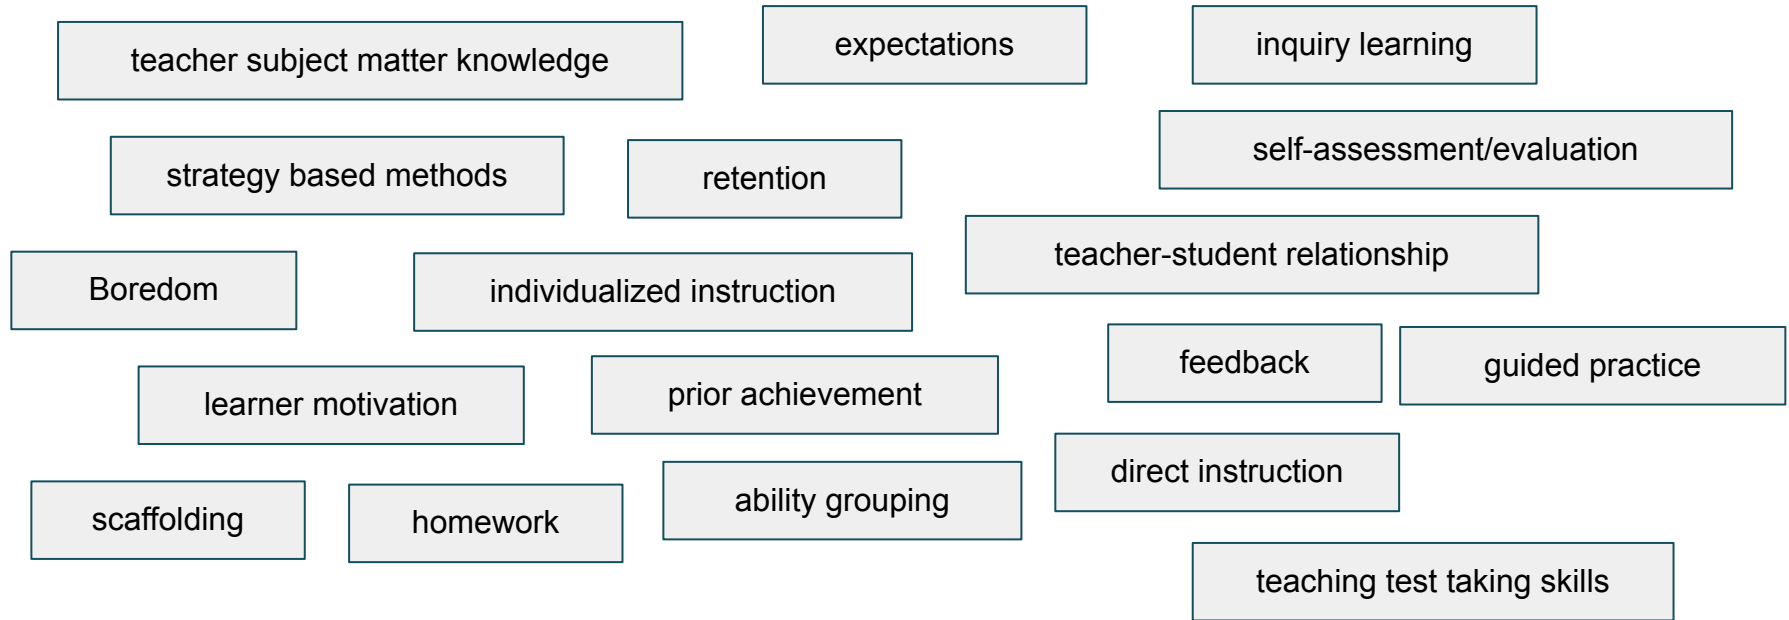 teacher subject matter knowledge
expectations
inquiry learning
strategy based methods
retention
self-assessment/evaluation
Boredom
individualized instruction
teacher-student relationship
learner motivation
prior achievement
feedback
guided practice
scaffolding
homework
ability grouping
direct instruction
teaching test taking skills